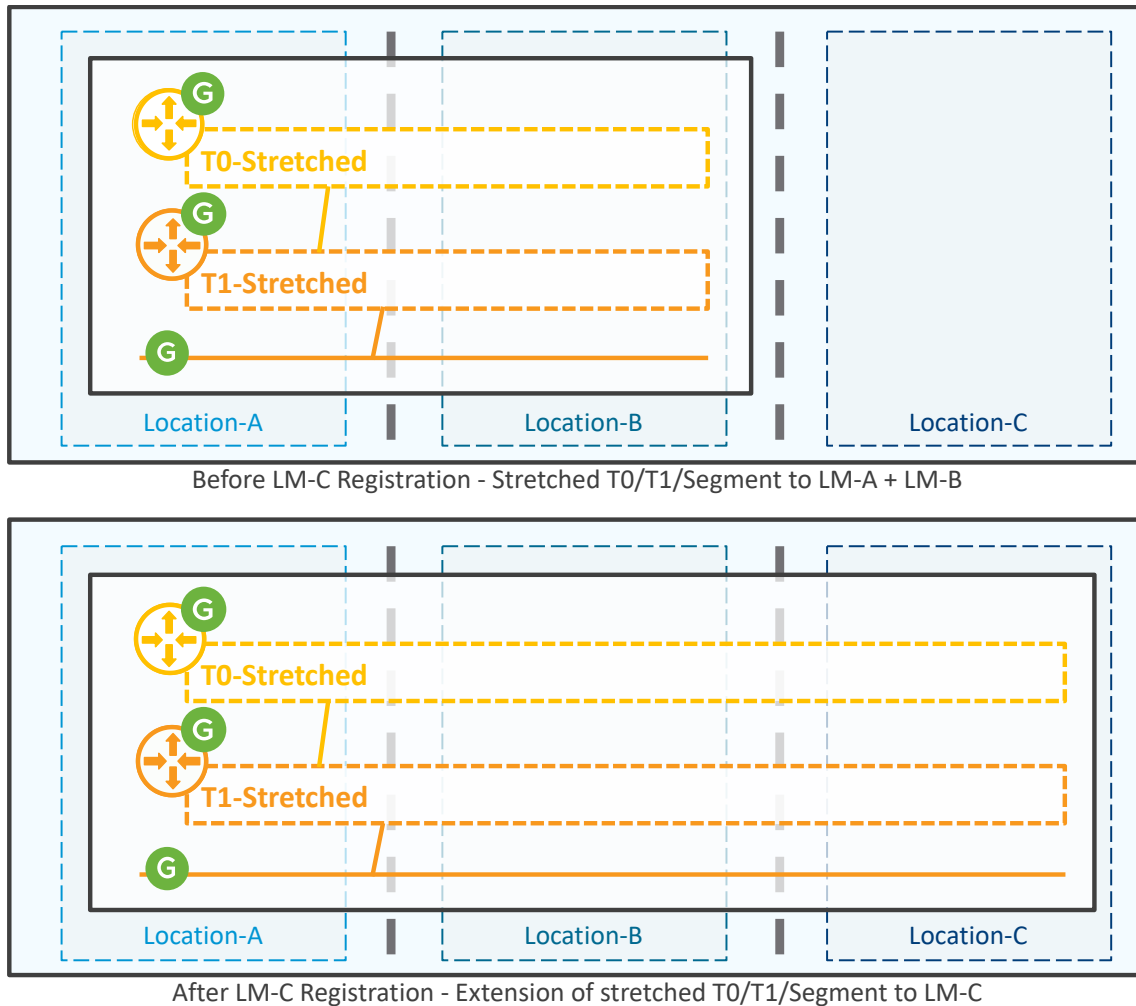 G
T0-Stretched
G
T1-Stretched
G
Location-A
Location-B
Location-C
Before LM-C Registration - Stretched T0/T1/Segment to LM-A + LM-B
G
T0-Stretched
G
T1-Stretched
G
Location-A
Location-B
Location-C
After LM-C Registration - Extension of stretched T0/T1/Segment to LM-C